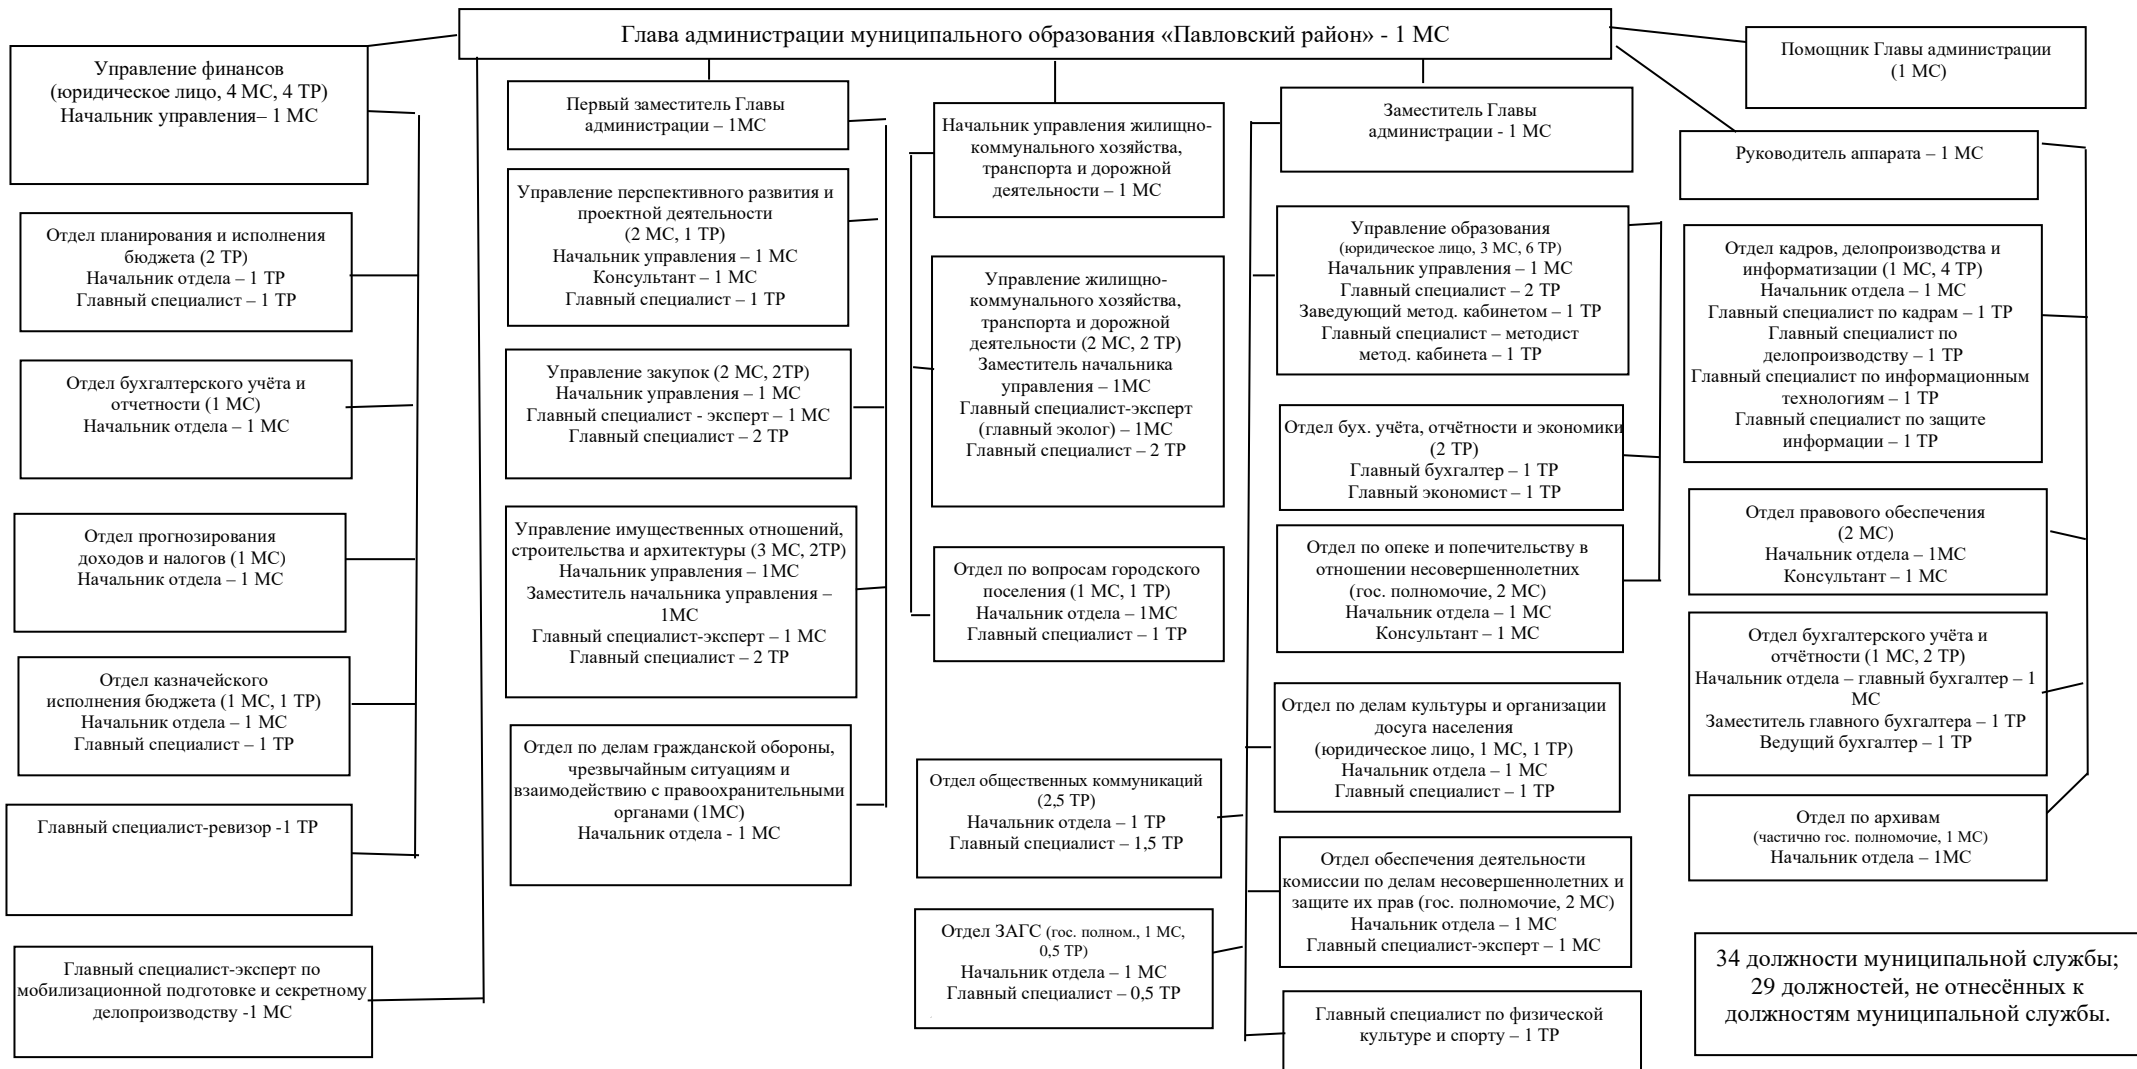 Глава администрации муниципального образования «Павловский район» - 1 МС
Помощник Главы администрации
(1 МС)
Управление финансов
(юридическое лицо, 4 МС, 4 ТР)
Начальник управления– 1 МС
Отдел планирования и исполнения
бюджета (2 ТР)
Начальник отдела – 1 ТР
Главный специалист – 1 ТР
Отдел бухгалтерского учёта и
отчетности (1 МС)
Начальник отдела – 1 МС
Отдел прогнозирования
доходов и налогов (1 МС)
Начальник отдела – 1 МС
Отдел казначейского
исполнения бюджета (1 МС, 1 ТР)
Начальник отдела – 1 МС
Главный специалист – 1 ТР
Главный специалист-ревизор -1 ТР
Главный специалист-эксперт по
мобилизационной подготовке и секретному
делопроизводству -1 МС
Первый заместитель Главы
администрации – 1МС
Управление перспективного развития и
проектной деятельности
(2 МС, 1 ТР)
Начальник управления – 1 МС
Консультант – 1 МС
Главный специалист – 1 ТР
Управление закупок (2 МС, 2ТР)
Начальник управления – 1 МС
Главный специалист - эксперт – 1 МС
Главный специалист – 2 ТР
Управление имущественных отношений,
строительства и архитектуры (3 МС, 2ТР)
Начальник управления – 1МС
Заместитель начальника управления –
1МС
Главный специалист-эксперт – 1 МС
Главный специалист – 2 ТР
Отдел по делам гражданской обороны,
чрезвычайным ситуациям и
взаимодействию с правоохранительными
органами (1МС)
Начальник отдела - 1 МС
Начальник управления жилищно-
коммунального хозяйства,
транспорта и дорожной
деятельности – 1 МС
Управление жилищно-
коммунального хозяйства,
транспорта и дорожной
деятельности (2 МС, 2 ТР)
Заместитель начальника
управления – 1МС
Главный специалист-эксперт
(главный эколог) – 1МС
Главный специалист – 2 ТР
Отдел по вопросам городского
поселения (1 МС, 1 ТР)
Начальник отдела – 1МС
Главный специалист – 1 ТР
Отдел общественных коммуникаций
(2,5 ТР)
Начальник отдела – 1 ТР
Главный специалист – 1,5 ТР
Отдел ЗАГС (гос. полном., 1 МС,
0,5 ТР)
Начальник отдела – 1 МС
Главный специалист – 0,5 ТР
Заместитель Главы
администрации - 1 МС
Управление образования
(юридическое лицо, 3 МС, 6 ТР)
Начальник управления – 1 МС
Главный специалист – 2 ТР
Заведующий метод. кабинетом – 1 ТР
Главный специалист – методист
метод. кабинета – 1 ТР
Отдел бух. учёта, отчётности и экономики
(2 ТР)
Главный бухгалтер – 1 ТР
Главный экономист – 1 ТР
Отдел по опеке и попечительству в
отношении несовершеннолетних
(гос. полномочие, 2 МС)
Начальник отдела – 1 МС
Консультант – 1 МС
Отдел по делам культуры и организации
досуга населения
(юридическое лицо, 1 МС, 1 ТР)
Начальник отдела – 1 МС
Главный специалист – 1 ТР
Отдел обеспечения деятельности
комиссии по делам несовершеннолетних и
защите их прав (гос. полномочие, 2 МС)
Начальник отдела – 1 МС
Главный специалист-эксперт – 1 МС
Главный специалист по физической
культуре и спорту – 1 ТР
Руководитель аппарата – 1 МС
Отдел кадров, делопроизводства и
информатизации (1 МС, 4 ТР)
Начальник отдела – 1 МС
Главный специалист по кадрам – 1 ТР
Главный специалист по
делопроизводству – 1 ТР
Главный специалист по информационным
технологиям – 1 ТР
Главный специалист по защите
информации – 1 ТР
Отдел правового обеспечения
(2 МС)
Начальник отдела – 1МС
Консультант – 1 МС
Отдел бухгалтерского учёта и
отчётности (1 МС, 2 ТР)
Начальник отдела – главный бухгалтер – 1
МС
Заместитель главного бухгалтера – 1 ТР
Ведущий бухгалтер – 1 ТР
Отдел по архивам
(частично гос. полномочие, 1 МС)
Начальник отдела – 1МС
34 должности муниципальной службы;
29 должностей, не отнесённых к
должностям муниципальной службы.